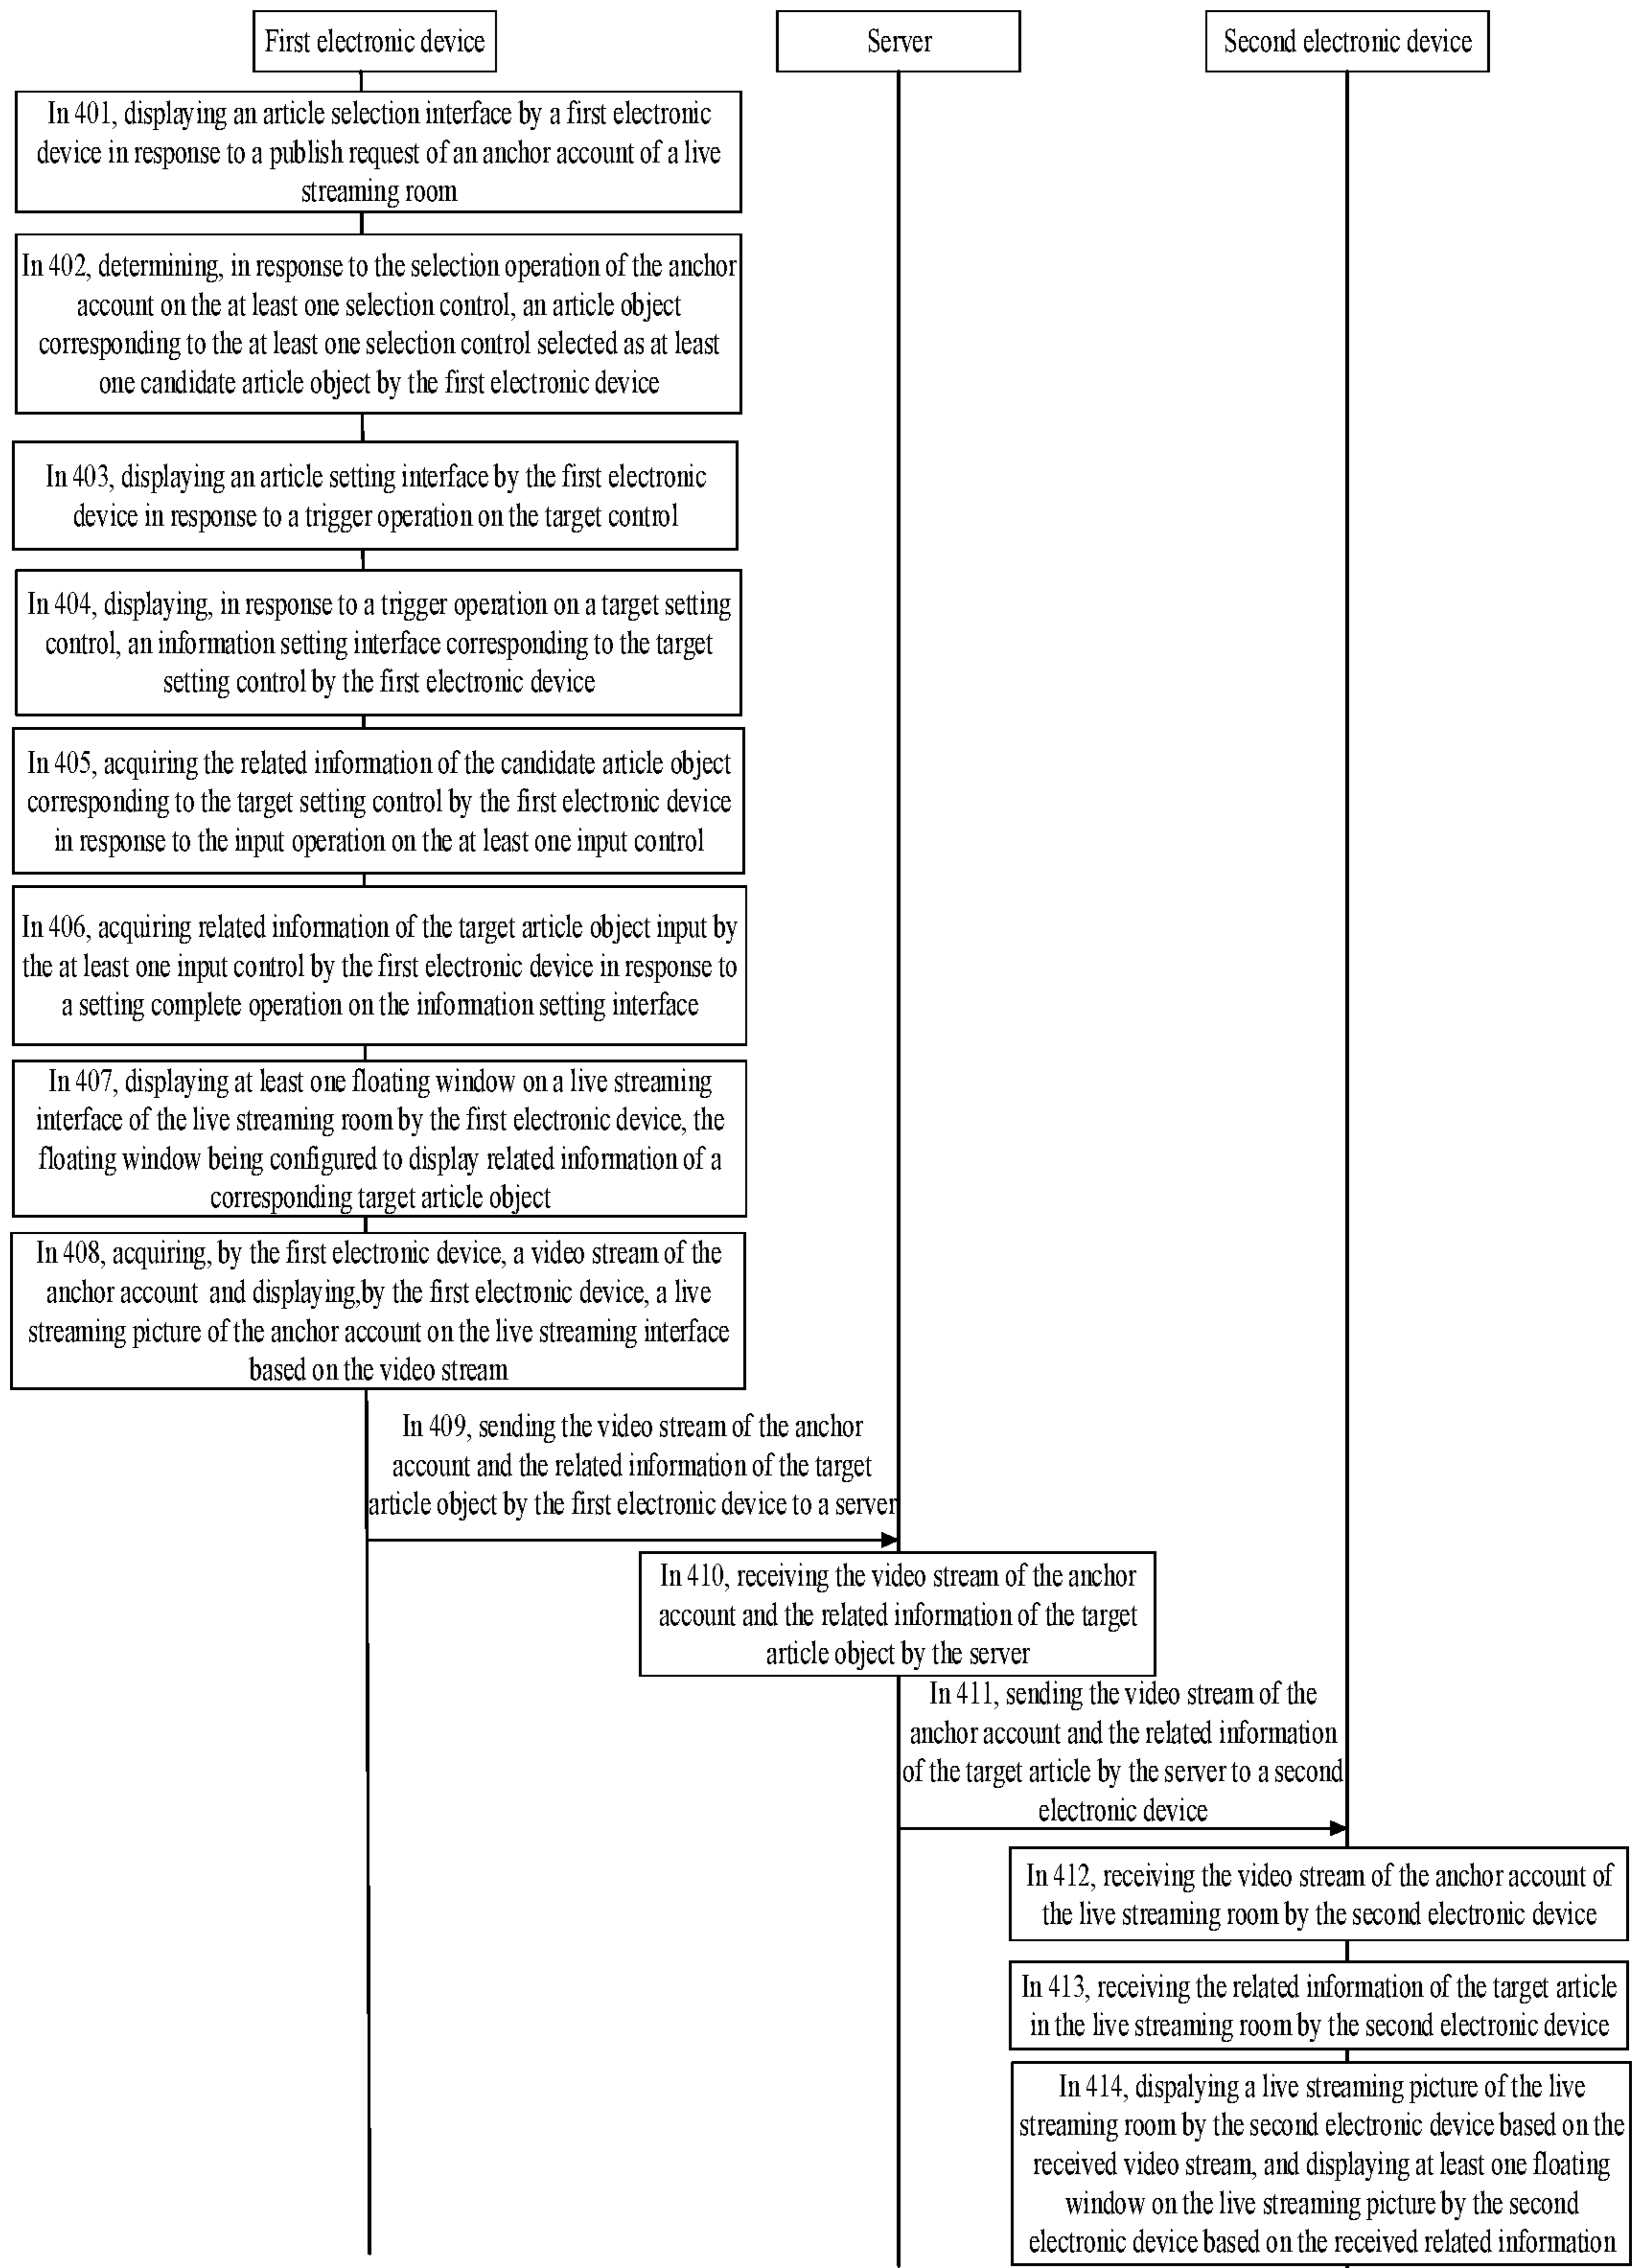 First electronic device
Server
Second electronic device
In 401, displaying an article selection interface by a first electronic
device in response to a publish request of an anchor account of a live
streaming room
In 402, determining, in response to the selection operation of the anchor
account on the at least one selection control, an article object
corresponding to the at least one selection control selected as at least
one candidate article object by the first electronic device
In 403, displaying an article setting interface by the first electronic
device in response to a trigger operation on the target control
In 404, displaying, in response to a trigger operation on a target setting
control, an information setting interface corresponding to the target
setting control by the first electronic device
In 405, acquiring the related information of the candidate article object
corresponding to the target setting control by the first electronic device
in response to the input operation on the at least one input control
In 406, acquiring related information of the target article object input by
the at least one input control by the first electronic device in response to
a setting complete operation on the information setting interface
In 407, displaying at least one floating window on a live streaming
interface of the live streaming room by the first electronic device, the
floating window being configured to display related information of a
corresponding target article object
In 408, acquiring, by the first electronic device, a video stream of the
anchor account and displaying,by the first electronic device, a live
streaming picture of the anchor account on the live streaming interface
based on the video stream
In 409, sending the video stream of the anchor
account and the related information of the target
article object by the first electronic device to a server
In 410, receiving the video stream of the anchor
account and the related information of the target
article object by the server
In 411, sending the video stream of the
anchor account and the related information
of the target article by the server to a second
electronic device
In 412, receiving the video stream of the anchor account of
the live streaming room by the second electronic device
In 413, receiving the related information of the target article
in the live streaming room by the second electronic device
In 414, dispalying a live streaming picture of the live
streaming room by the second electronic device based on the
received video stream, and displaying at least one floating
window on the live streaming picture by the second
electronic device based on the received related information